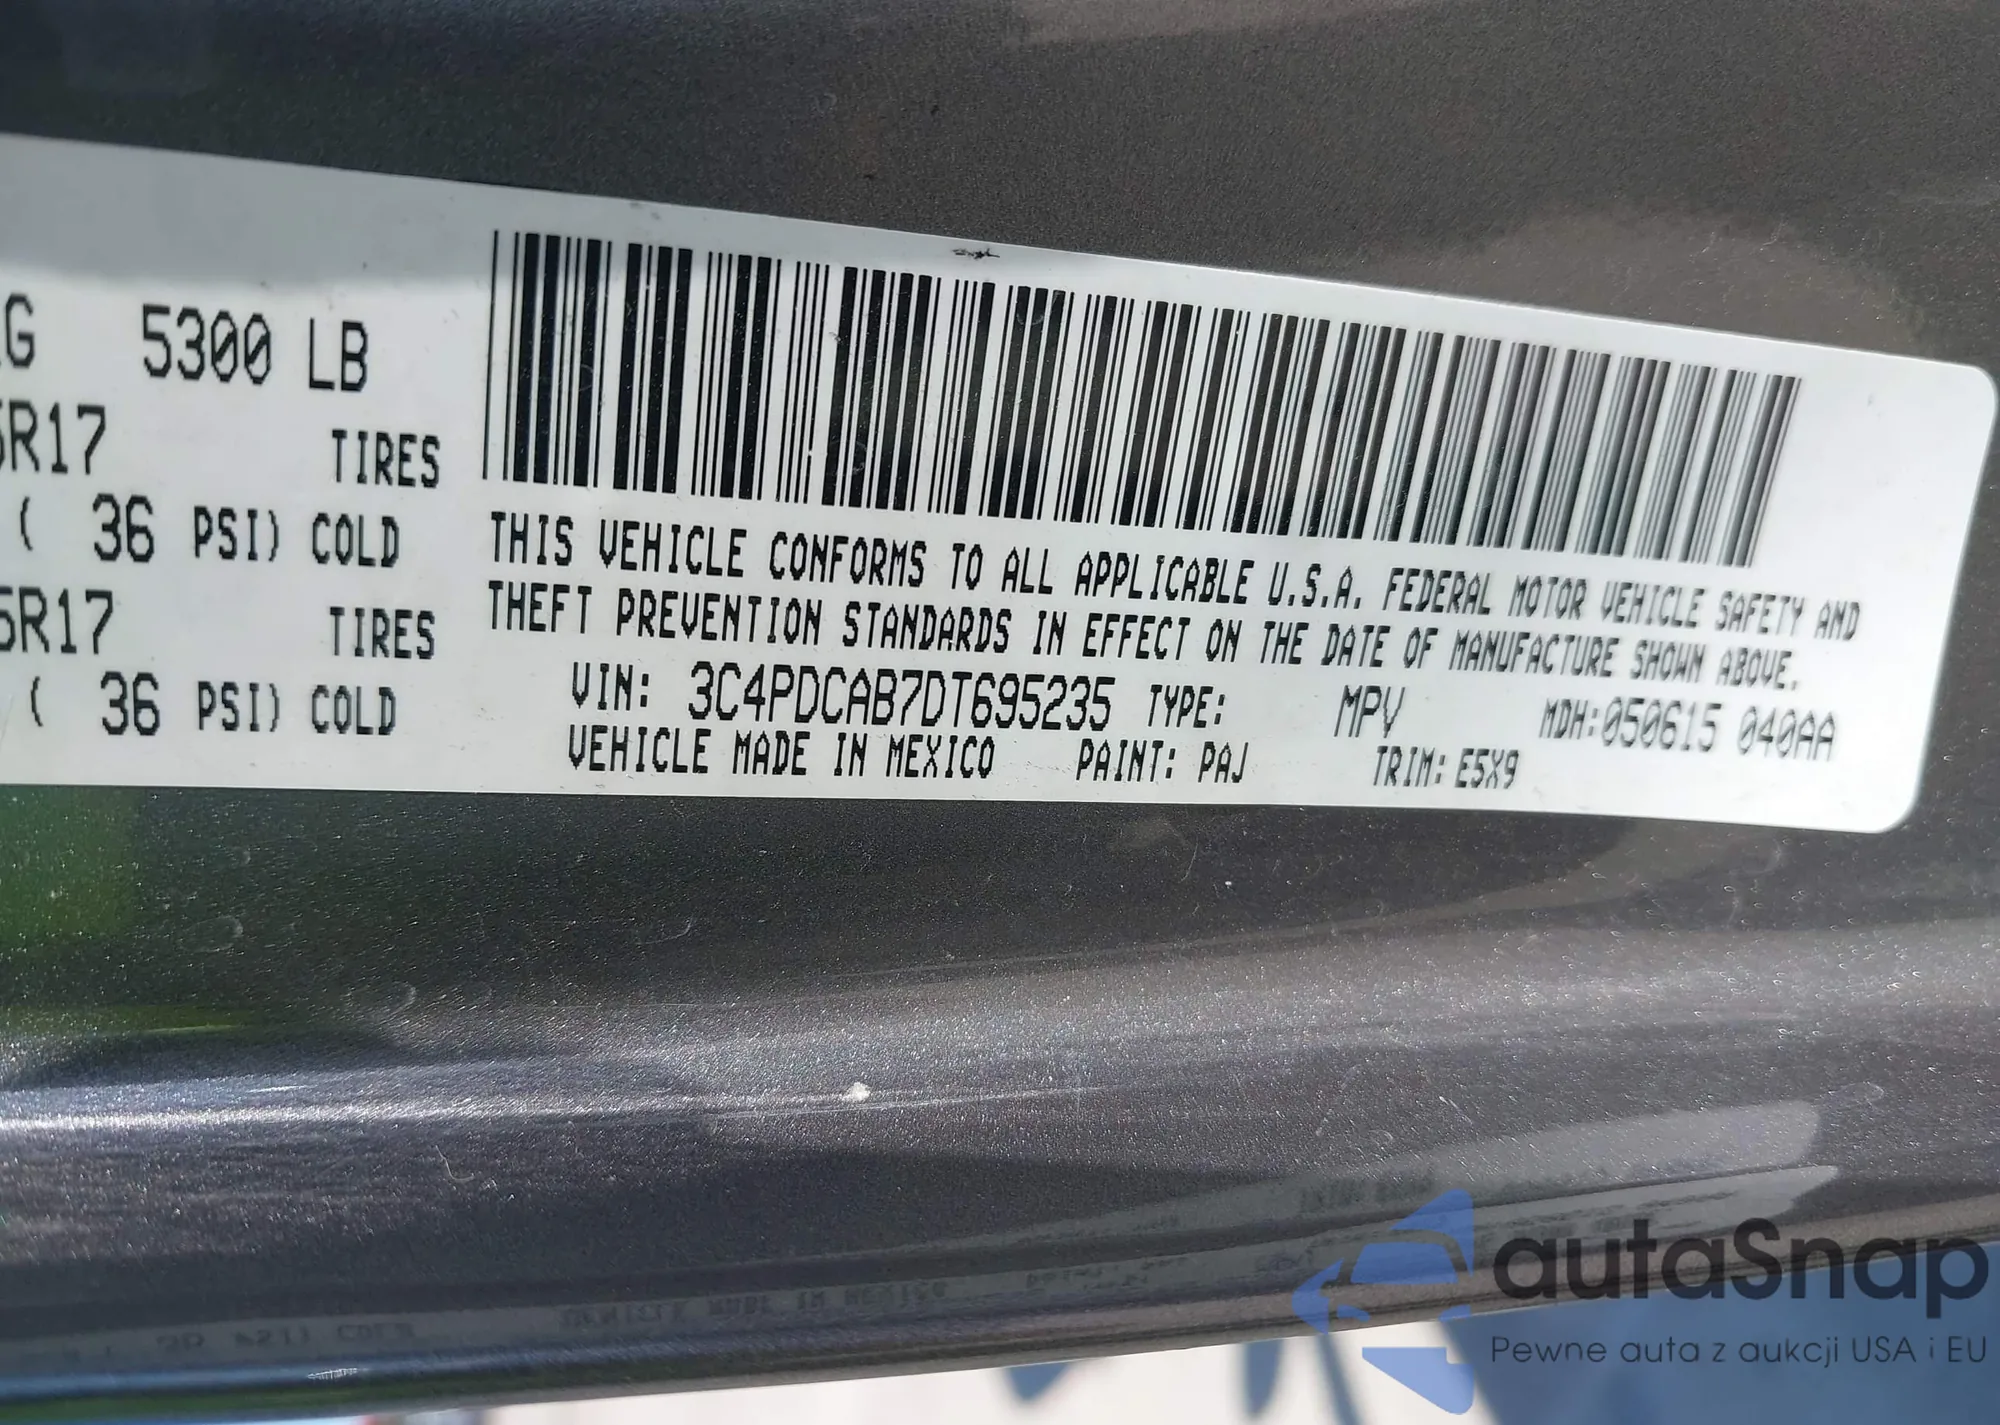 G 5300 LB
5R17 TIRES
( 36 PSI) COLD
5R17 TIRES
( 36 PSI) COLD
THIS VEHICLE CONFORMS TO ALL APPLICABLE U.S.A. FEDERAL MOTOR VEHICLE SAFETY AND
THEFT PREVENTION STANDARDS IN EFFECT ON THE DATE OF MANUFACTURE SHOWN ABOVE.
VIN: 3C4PDCAB7DT695235 TYPE: MPV MDH:050615 040AA
VEHICLE MADE IN MEXICO PAINT: PAJ TRIM: E5X9
autaSnap
Pewne auta z aukcji USA i EU